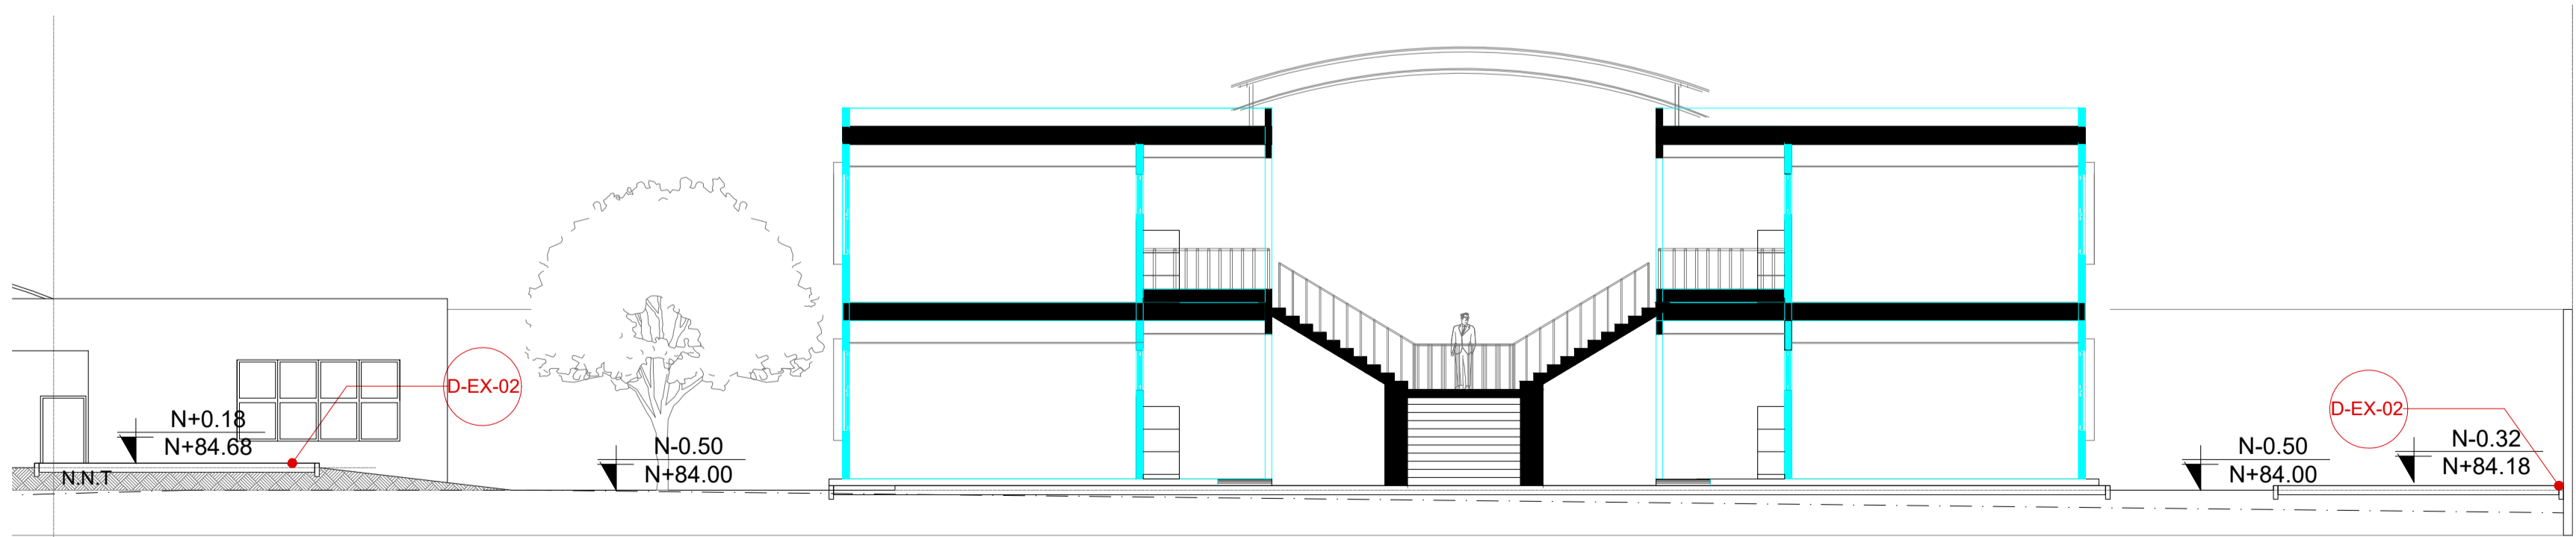 D-EX-02
N+0.18
N+84.68
N.N.T
N-0.50
N+84.00
D-EX-02
N-0.50
N+84.00
N-0.32
N+84.18